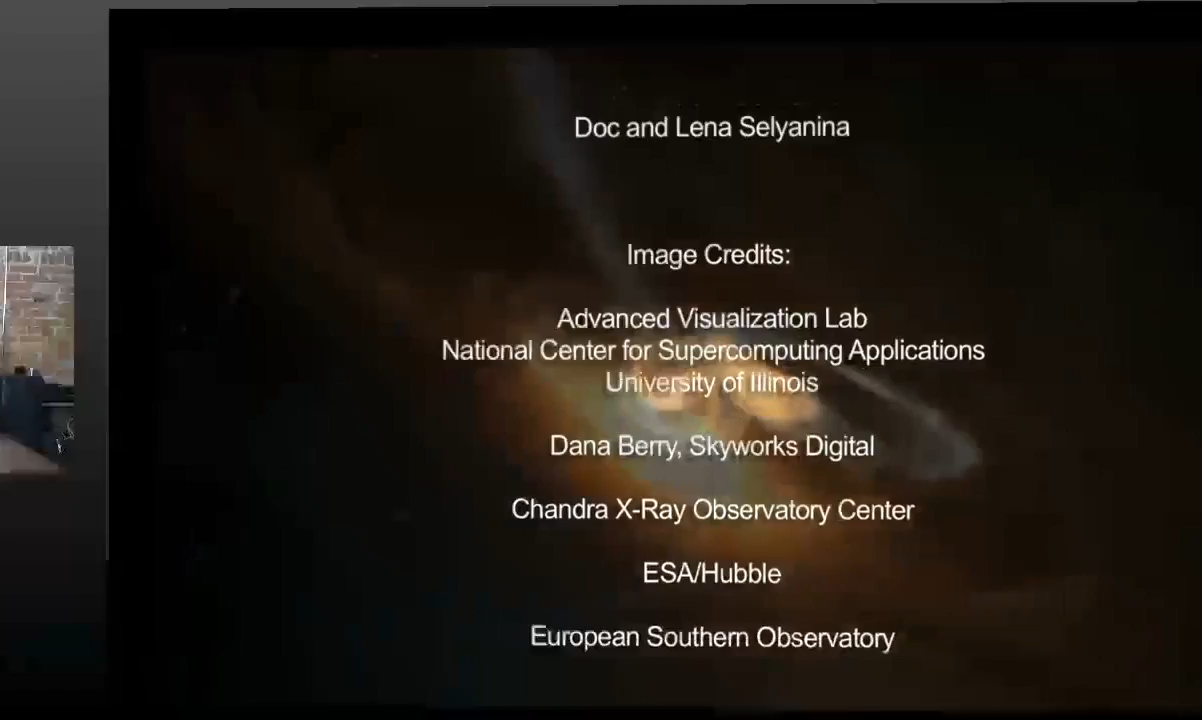 Doc and Lena Selyanina
Image Credits:
Advanced Visualization Lab
National Center for Supercomputing Applications
University of Illinois
Dana Berry, Skyworks Digital
Chandra X-Ray Observatory Center
ESA/Hubble
European Southern Observatory